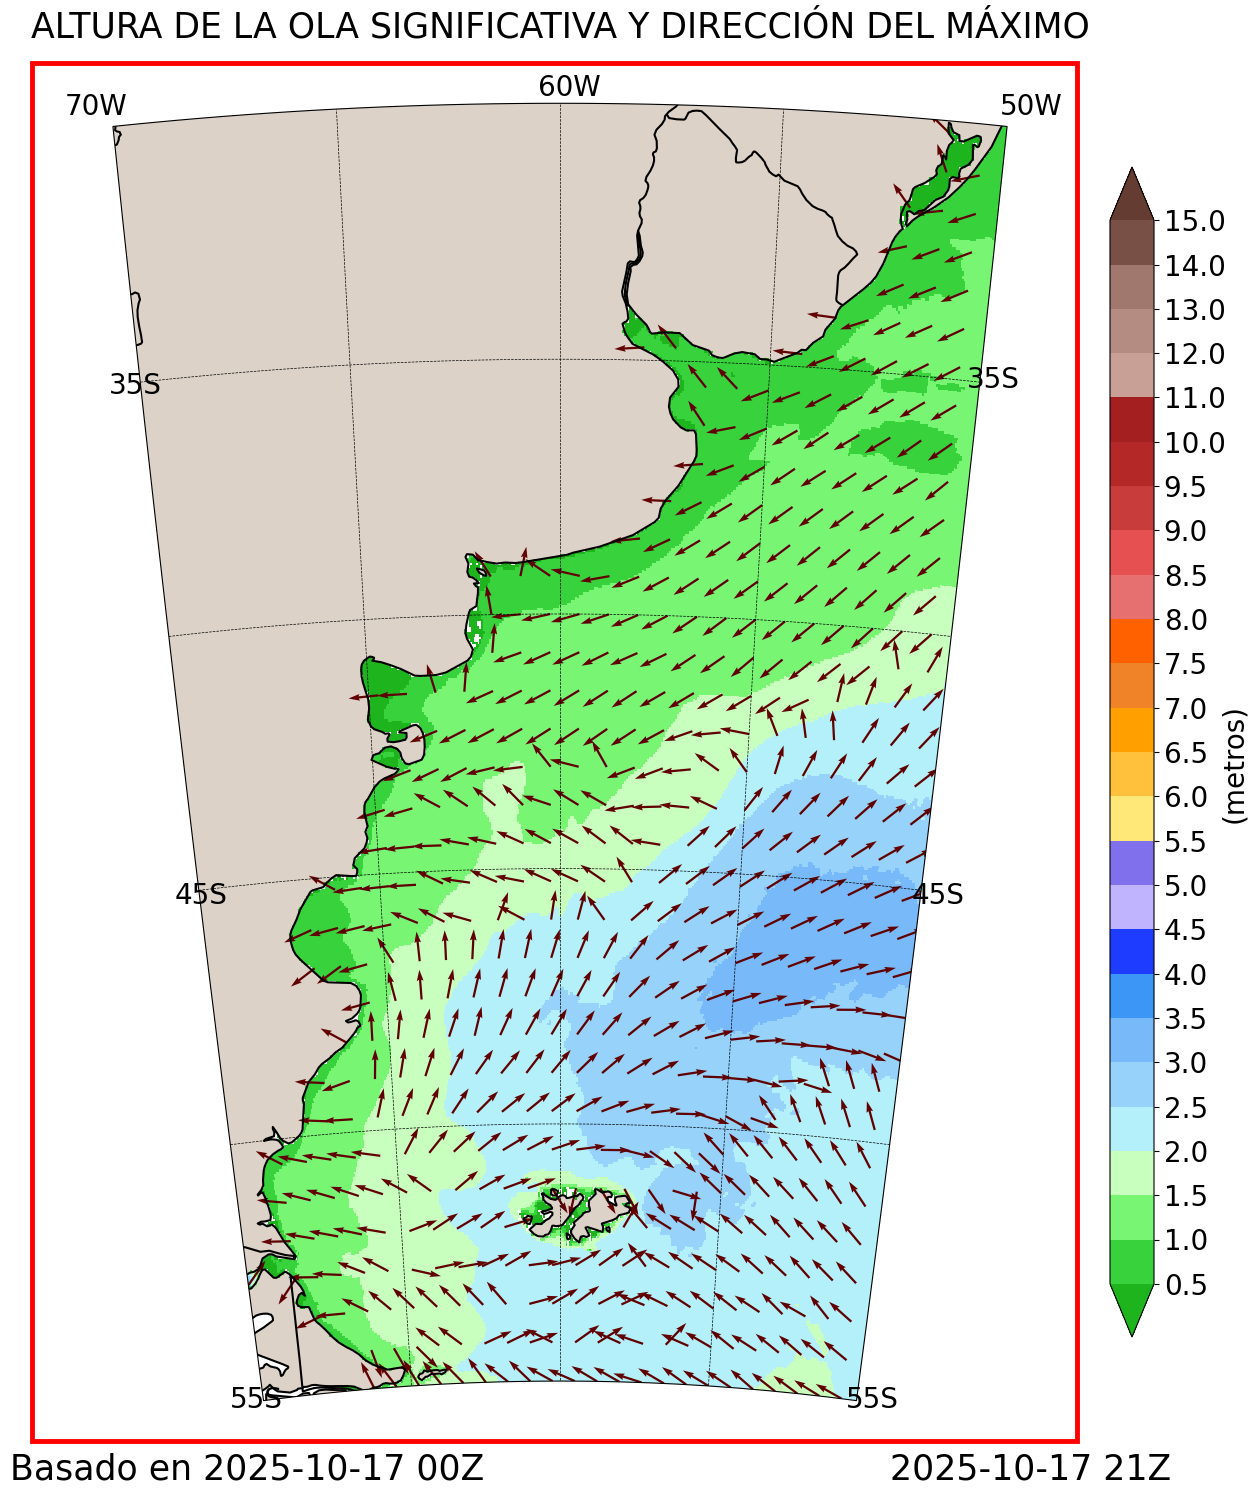 ALTURA DE LA OLA SIGNIFICATIVA Y DIRECCIÓN DEL MÁXIMO
70W
60W
50W
35S
35S
45S
45S
55S
55S
15.0
14.0
13.0
12.0
11.0
10.0
9.5
9.0
8.5
8.0
7.5
7.0
6.5
6.0
5.5
5.0
4.5
4.0
3.5
3.0
2.5
2.0
1.5
1.0
0.5
(metros)
Basado en 2025-10-17 00Z
2025-10-17 21Z